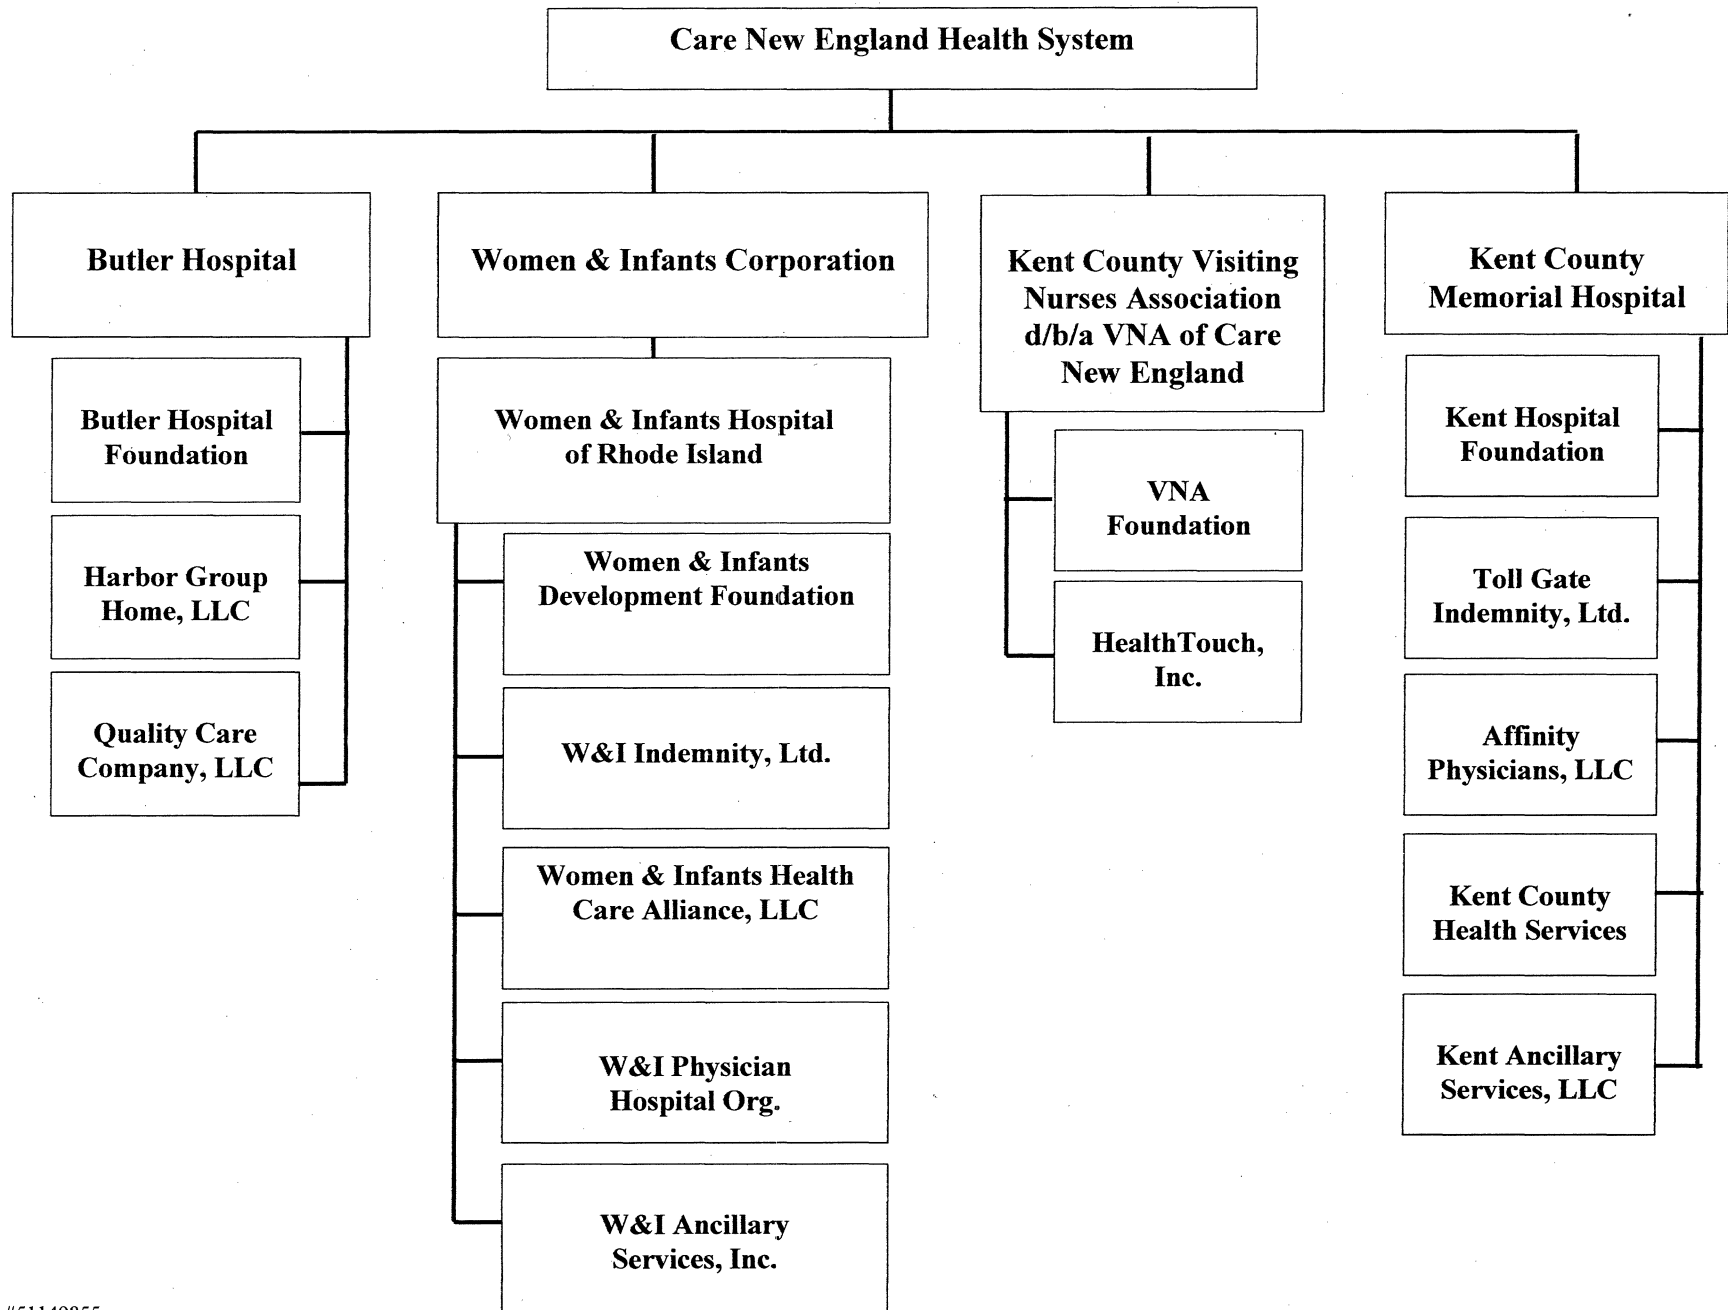 Care New England Health System
Butler Hospital
Butler Hospital
Foundation
Harbor Group
Home, LLC
Quality Care
Company, LLC
Women & Infants Corporation
Women & Infants Hospital
of Rhode Island
Women & Infants
Development Foundation
W&I Indemnity, Ltd.
Women & Infants Health
Care Alliance, LLC
W&I Physician
Hospital Org.
W&I Ancillary
Services, Inc.
Kent County Visiting
Nurses Association
d/b/a VNA of Care
New England
VNA
Foundation
HealthTouch,
Inc.
Kent County
Memorial Hospital
Kent Hospital
Foundation
Toll Gate
Indemnity, Ltd.
Affinity
Physicians, LLC
Kent County
Health Services
Kent Ancillary
Services, LLC